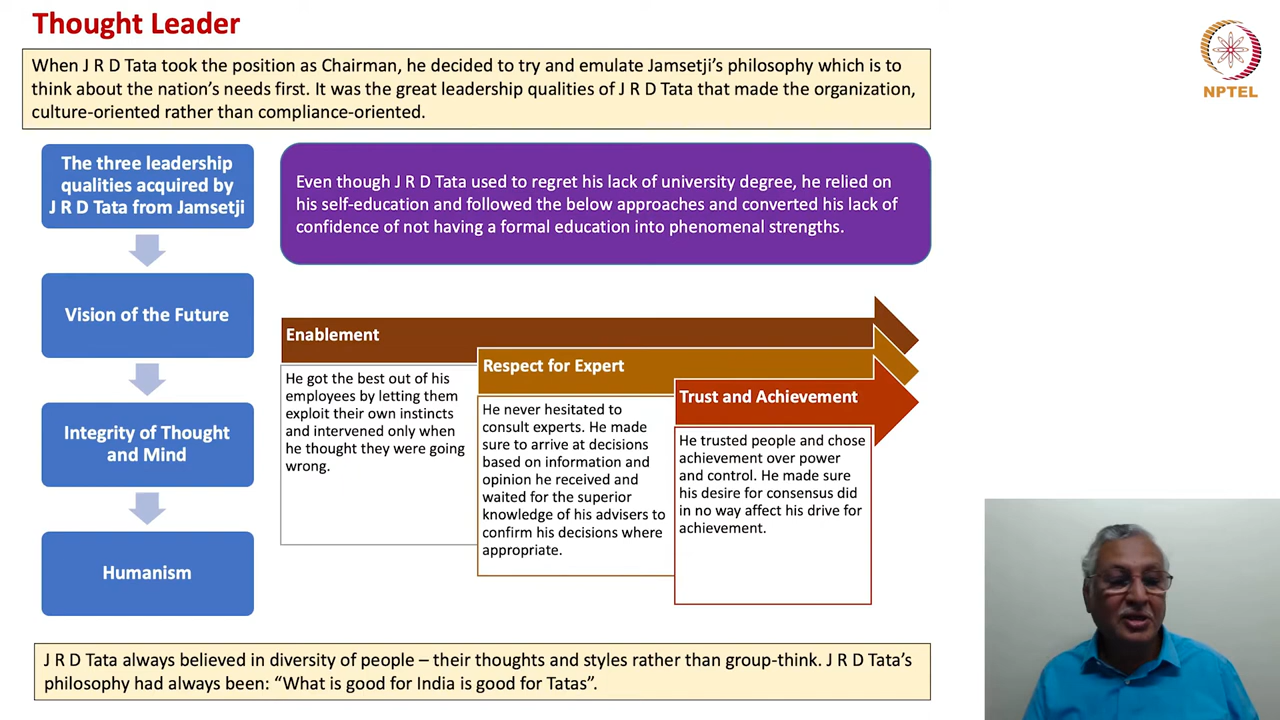 Thought Leader
When J R D Tata took the position as Chairman, he decided to try and emulate Jamsetji’s philosophy which is to
think about the nation’s needs first. It was the great leadership qualities of J R D Tata that made the organization,
culture-oriented rather than compliance-oriented.
NPTEL
The three leadership
qualities acquired by
J R D Tata from Jamsetji
Vision of the Future
Integrity of Thought
and Mind
Humanism
Even though J R D Tata used to regret his lack of university degree, he relied on
his self-education and followed the below approaches and converted his lack of
confidence of not having a formal education into phenomenal strengths.
Enablement
He got the best out of his
employees by letting them
exploit their own instincts
and intervened only when
he thought they were going
wrong.
Respect for Expert
He never hesitated to
consult experts. He made
sure to arrive at decisions
based on information and
opinion he received and
waited for the superior
knowledge of his advisers to
confirm his decisions where
appropriate.
Trust and Achievement
He trusted people and chose
achievement over power
and control. He made sure
his desire for consensus did
in no way affect his drive for
achievement.
J R D Tata always believed in diversity of people – their thoughts and styles rather than group-think. J R D Tata’s
philosophy had always been: “What is good for India is good for Tatas”.